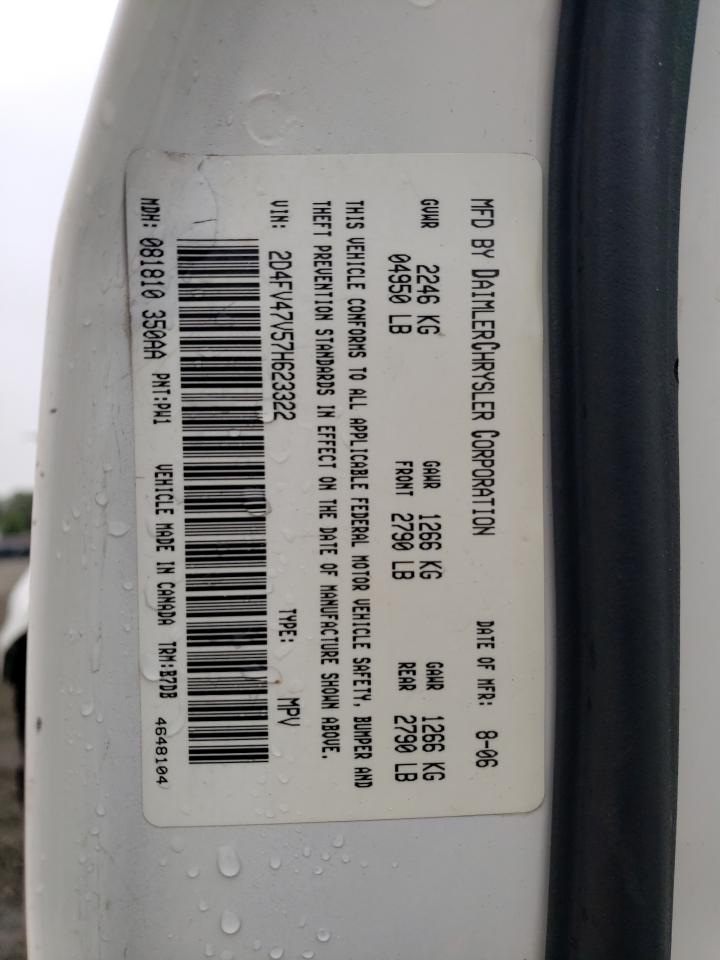 MFD BY DAIMLERCHRYSLER CORPORATION DATE OF MFR: 8-06
GVWR 2246 KG GAWR 1266 KG GAWR 1266 KG
04950 LB FRONT 2790 LB REAR 2790 LB
THIS VEHICLE CONFORMS TO ALL APPLICABLE FEDERAL MOTOR VEHICLE SAFETY, BUMPER AND
THEFT PREVENTION STANDARDS IN EFFECT ON THE DATE OF MANUFACTURE SHOWN ABOVE.
VIN: 2D4FV47V57H623322 TYPE: MPV
MDH: 081810 350AA PNT:PW1 VEHICLE MADE IN CANADA TRM:B7DB 4648104